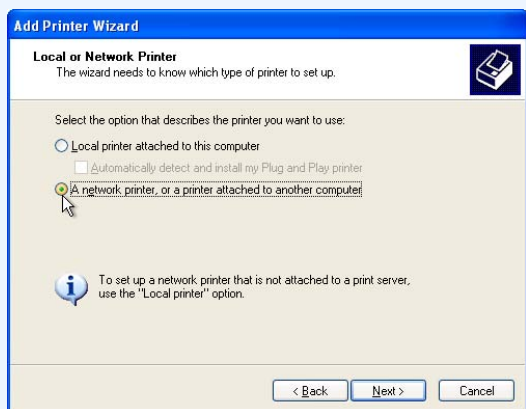 Add Printer Wizard
Local or Network Printer
The wizard needs to know which type of printer to set up.
Select the option that describes the printer you want to use:
Local printer attached to this computer
Automatically detect and install my Plug and Play printer
A network printer, or a printer attached to another computer
To set up a network printer that is not attached to a print server,
use the "Local printer" option.
< Back Next > Cancel